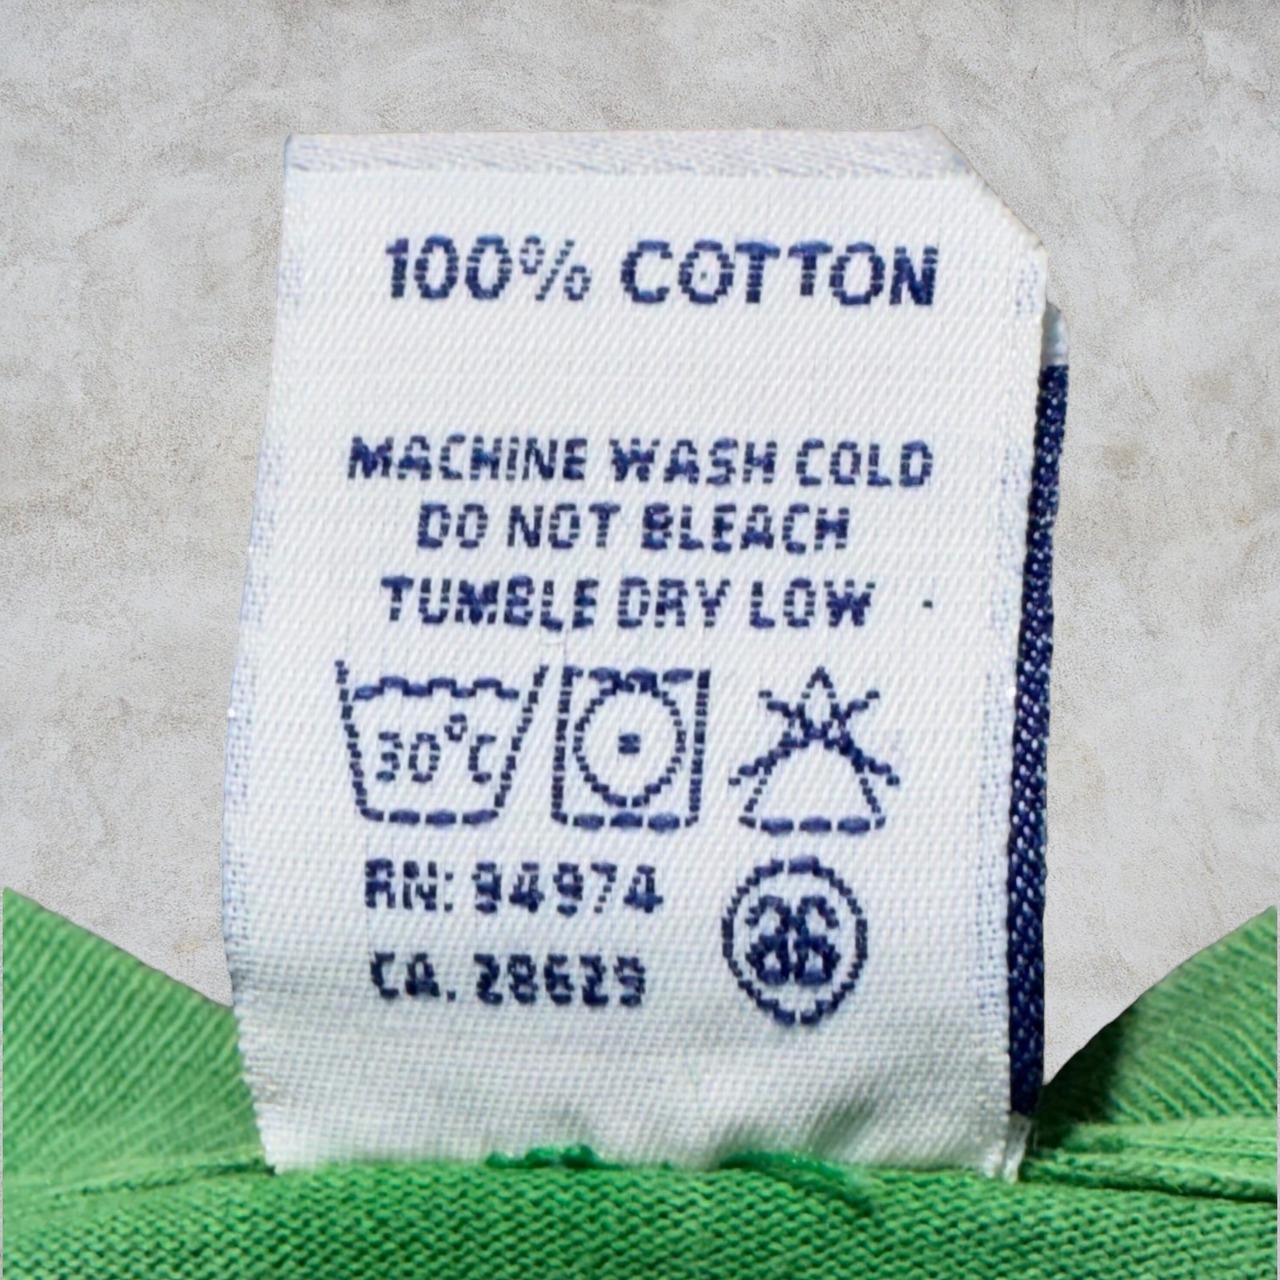 100% COTTON
MACHINE WASH COLD
DO NOT BLEACH
TUMBLE DRY LOW
30°C
RN: 94974
CA. 28629